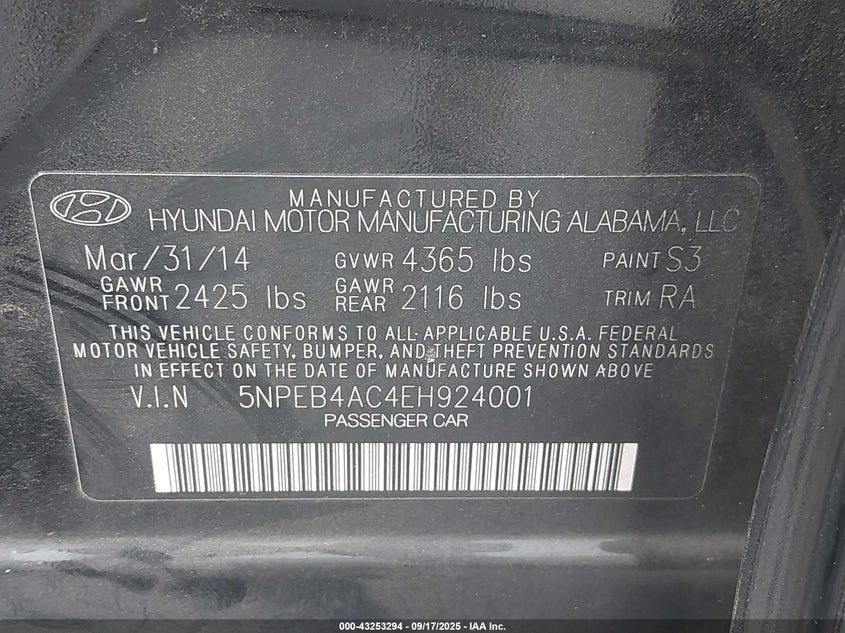 MANUFACTURED BY
HYUNDAI MOTOR MANUFACTURING ALABAMA, LLC
Mar/31/14 GVWR 4365 lbs PAINT S3
GAWR FRONT 2425 lbs GAWR REAR 2116 lbs TRIM RA
THIS VEHICLE CONFORMS TO ALL APPLICABLE U.S.A. FEDERAL
MOTOR VEHICLE SAFETY, BUMPER, AND THEFT PREVENTION STANDARDS
IN EFFECT ON THE DATE OF MANUFACTURE SHOWN ABOVE.
V.I.N 5NPEB4AC4EH924001
PASSENGER CAR
000-43253294 - 09/17/2025 - IAA Inc.